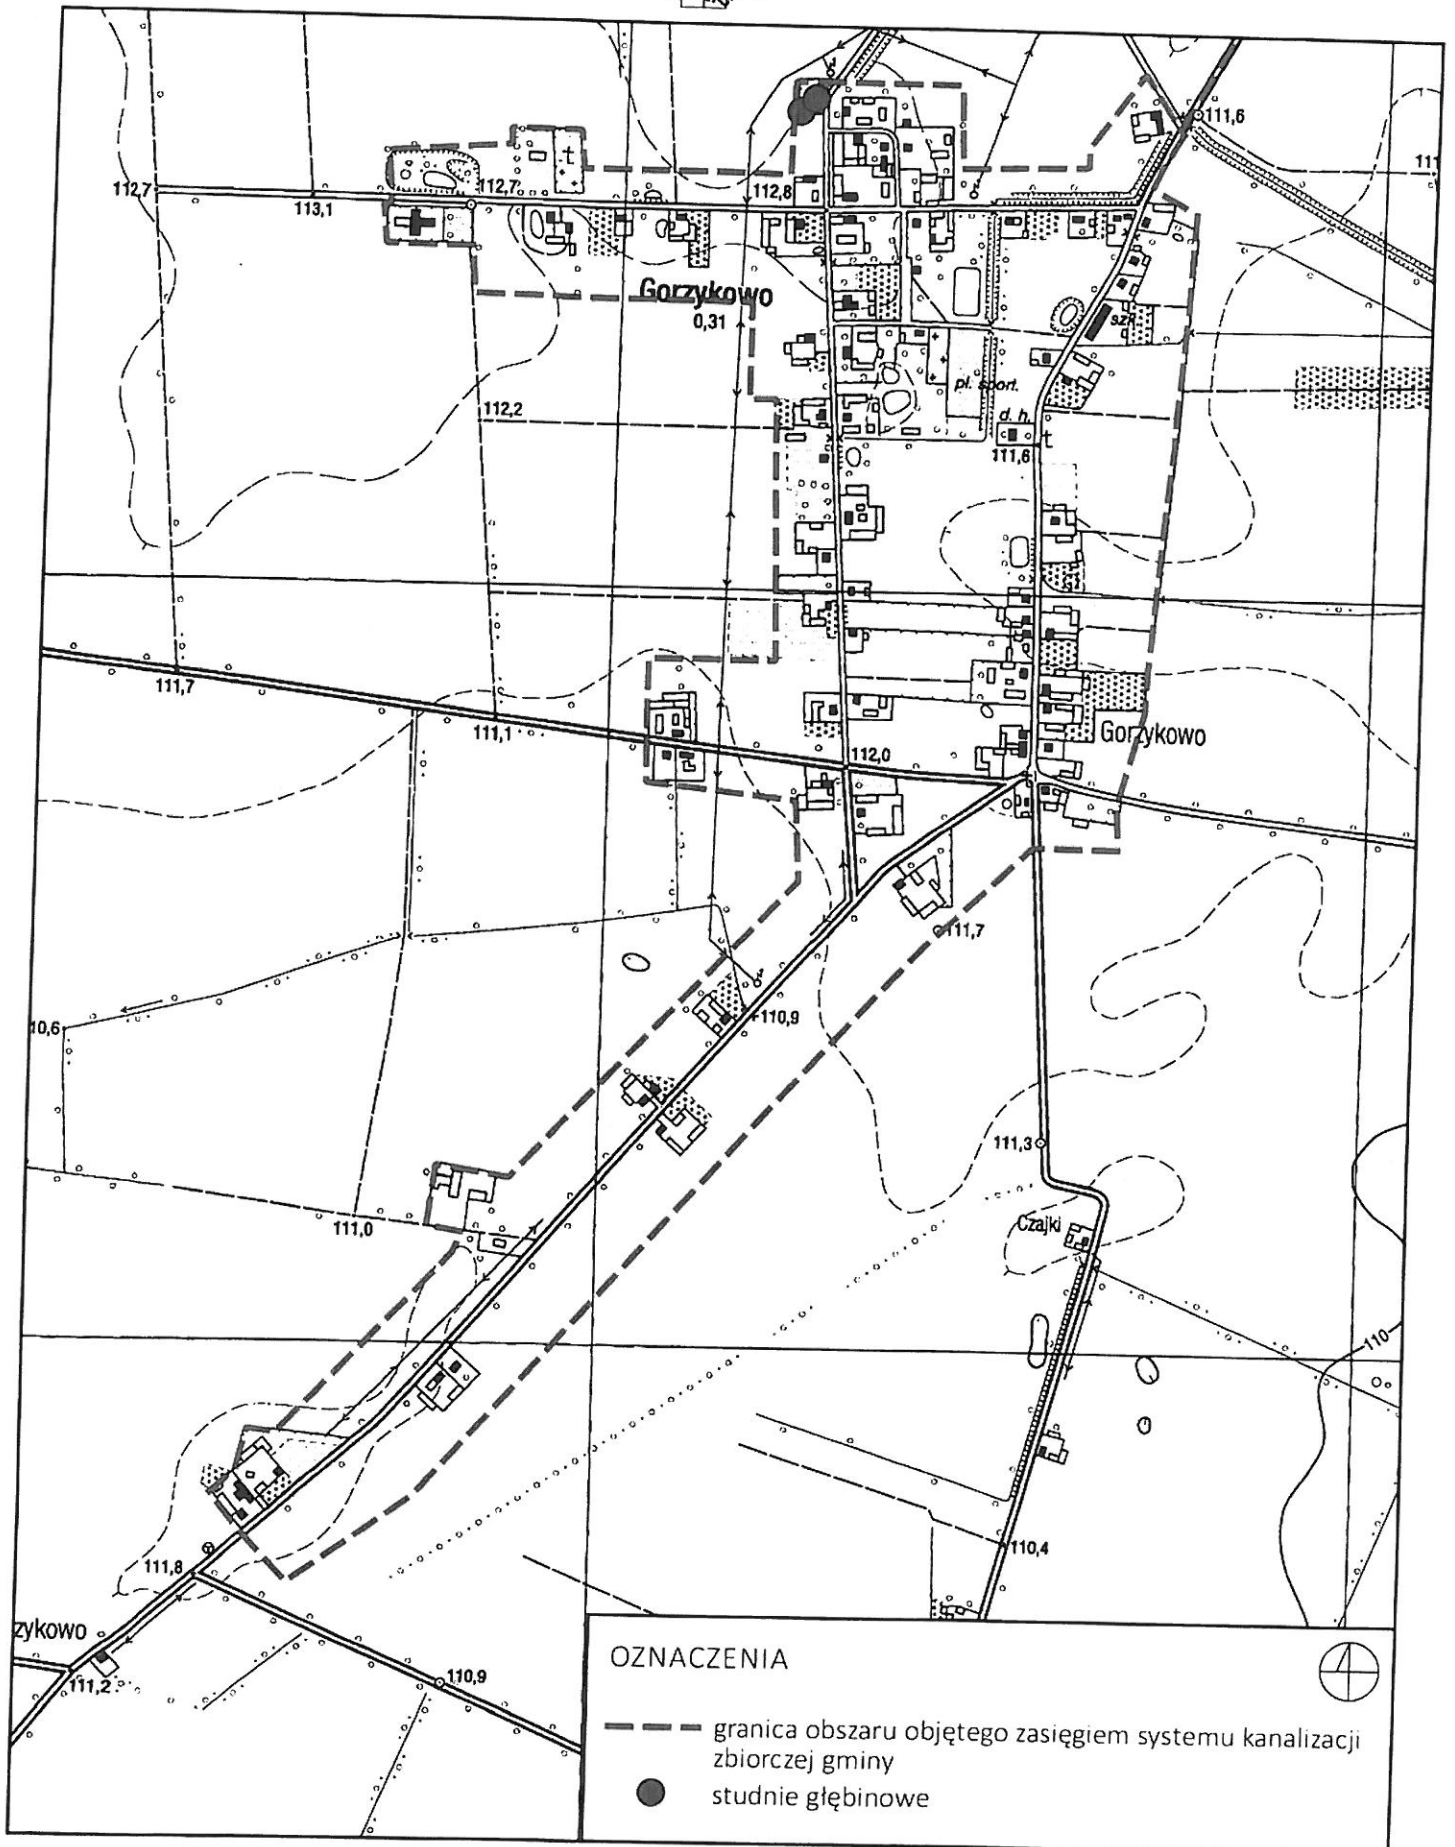 111,6
111
112,7
112,7
112,8
113,1
Gorzykowo
0,31
szk
pl. sport.
112,2
d. h.
111,6
111,7
111,1
112,0
Gorzykowo
111,7
10,6
110,9
111,3
111,0
Czajki
110
110,4
111,8
zykowo
111,2
110,9
OZNACZENIA
granica obszaru objętego zasięgiem systemu kanalizacji
zbiorczej gminy
studnie głębinowe